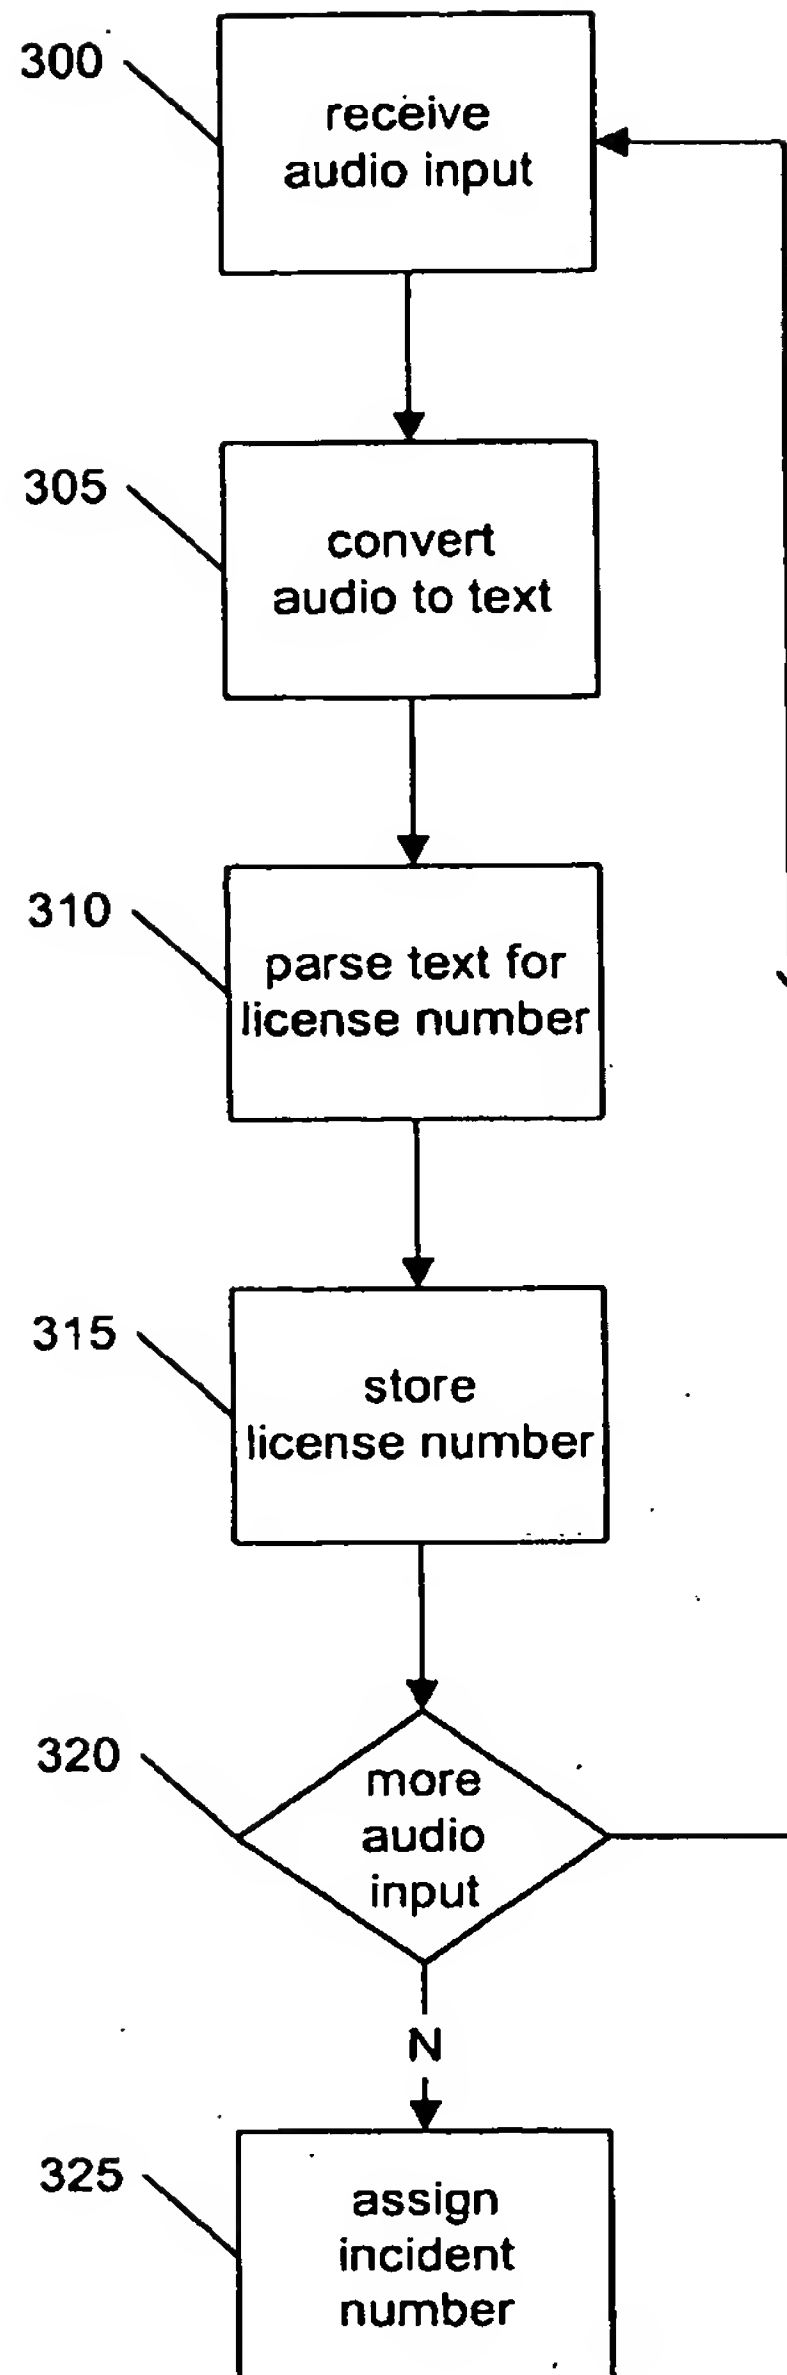 300
receive
audio input
305
convert
audio to text
310
parse text for
license number
315
store
license number
320
more
audio
input
N
325
assign
incident
number